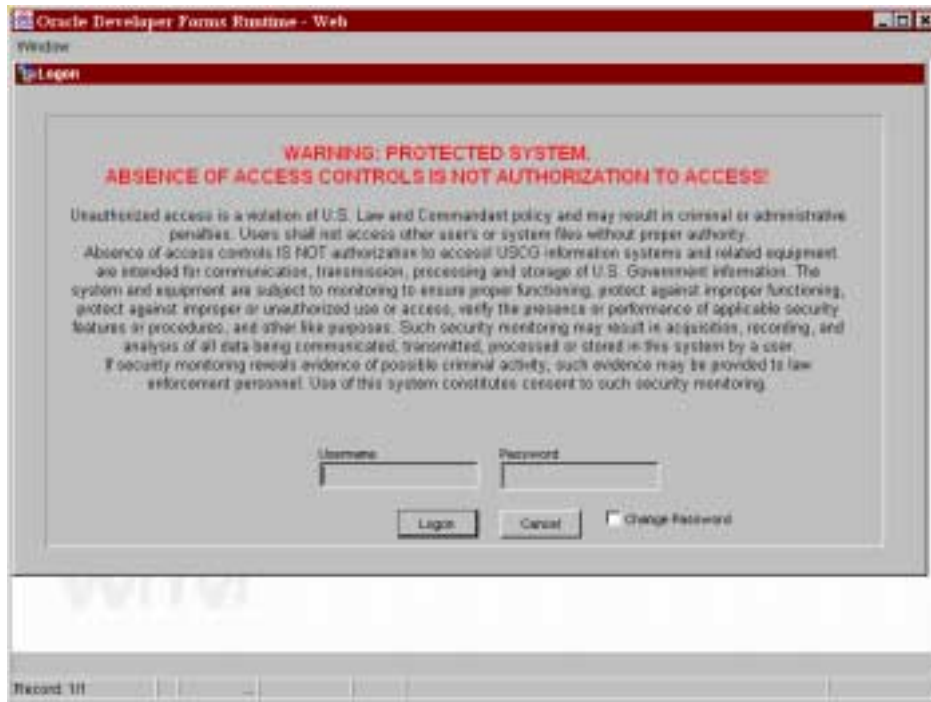 Oracle Developer Forms Runtime - Web
Window
Logon
WARNING: PROTECTED SYSTEM.
ABSENCE OF ACCESS CONTROLS IS NOT AUTHORIZATION TO ACCESS!
Unauthorized access is a violation of U.S. Law and Commandant policy and may result in criminal or administrative
penalties. Users shall not access other user's or system files without proper authority.
Absence of access controls IS NOT authorization to access! USCG information systems and related equipment
are intended for communication, transmission, processing and storage of U.S. Government information. The
system and equipment are subject to monitoring to ensure proper functioning, protect against improper functioning,
protect against improper or unauthorized use or access, verify the presence or performance of applicable security
features or procedures, and other like purposes. Such security monitoring may result in acquisition, recording, and
analysis of all data being communicated, transmitted, processed or stored in this system by a user.
If security monitoring reveals evidence of possible criminal activity, such evidence may be provided to law
enforcement personnel. Use of this system constitutes consent to such security monitoring.
Username
Password
Logon
Cancel
Change Password
Record: 1/1